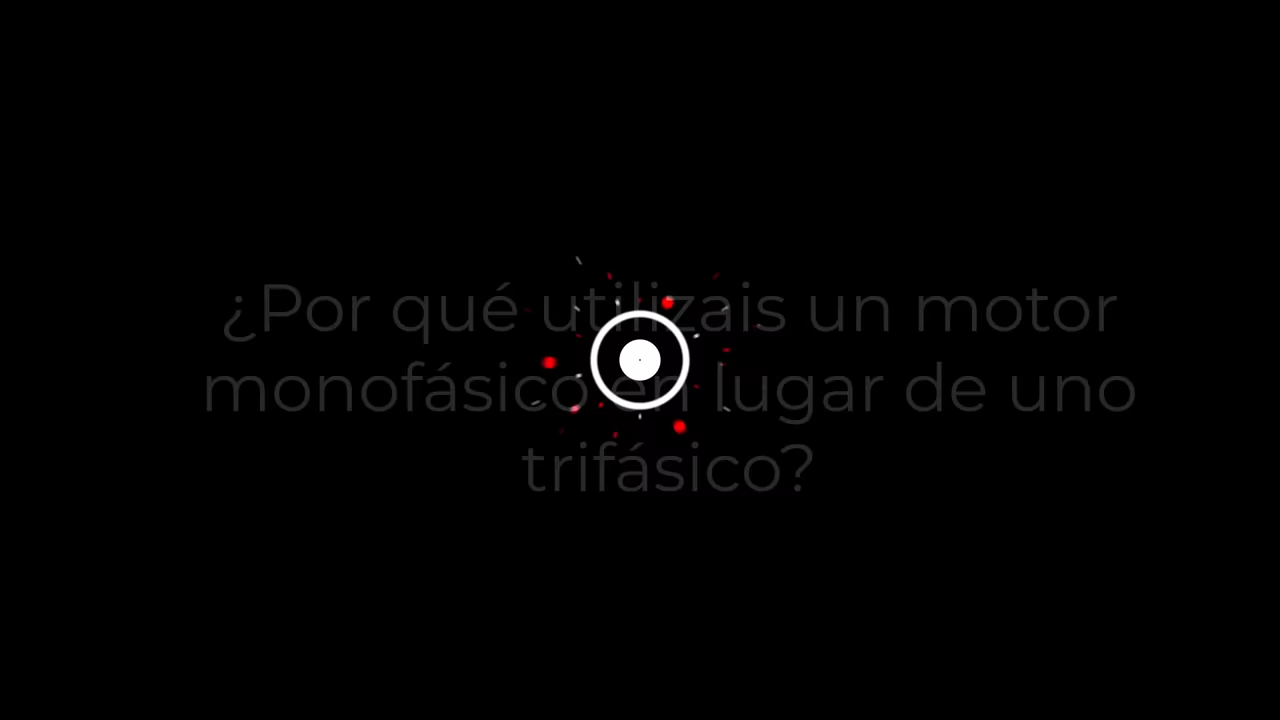 ¿Por qué utilizais un motor
monofásico en lugar de uno
trifásico?